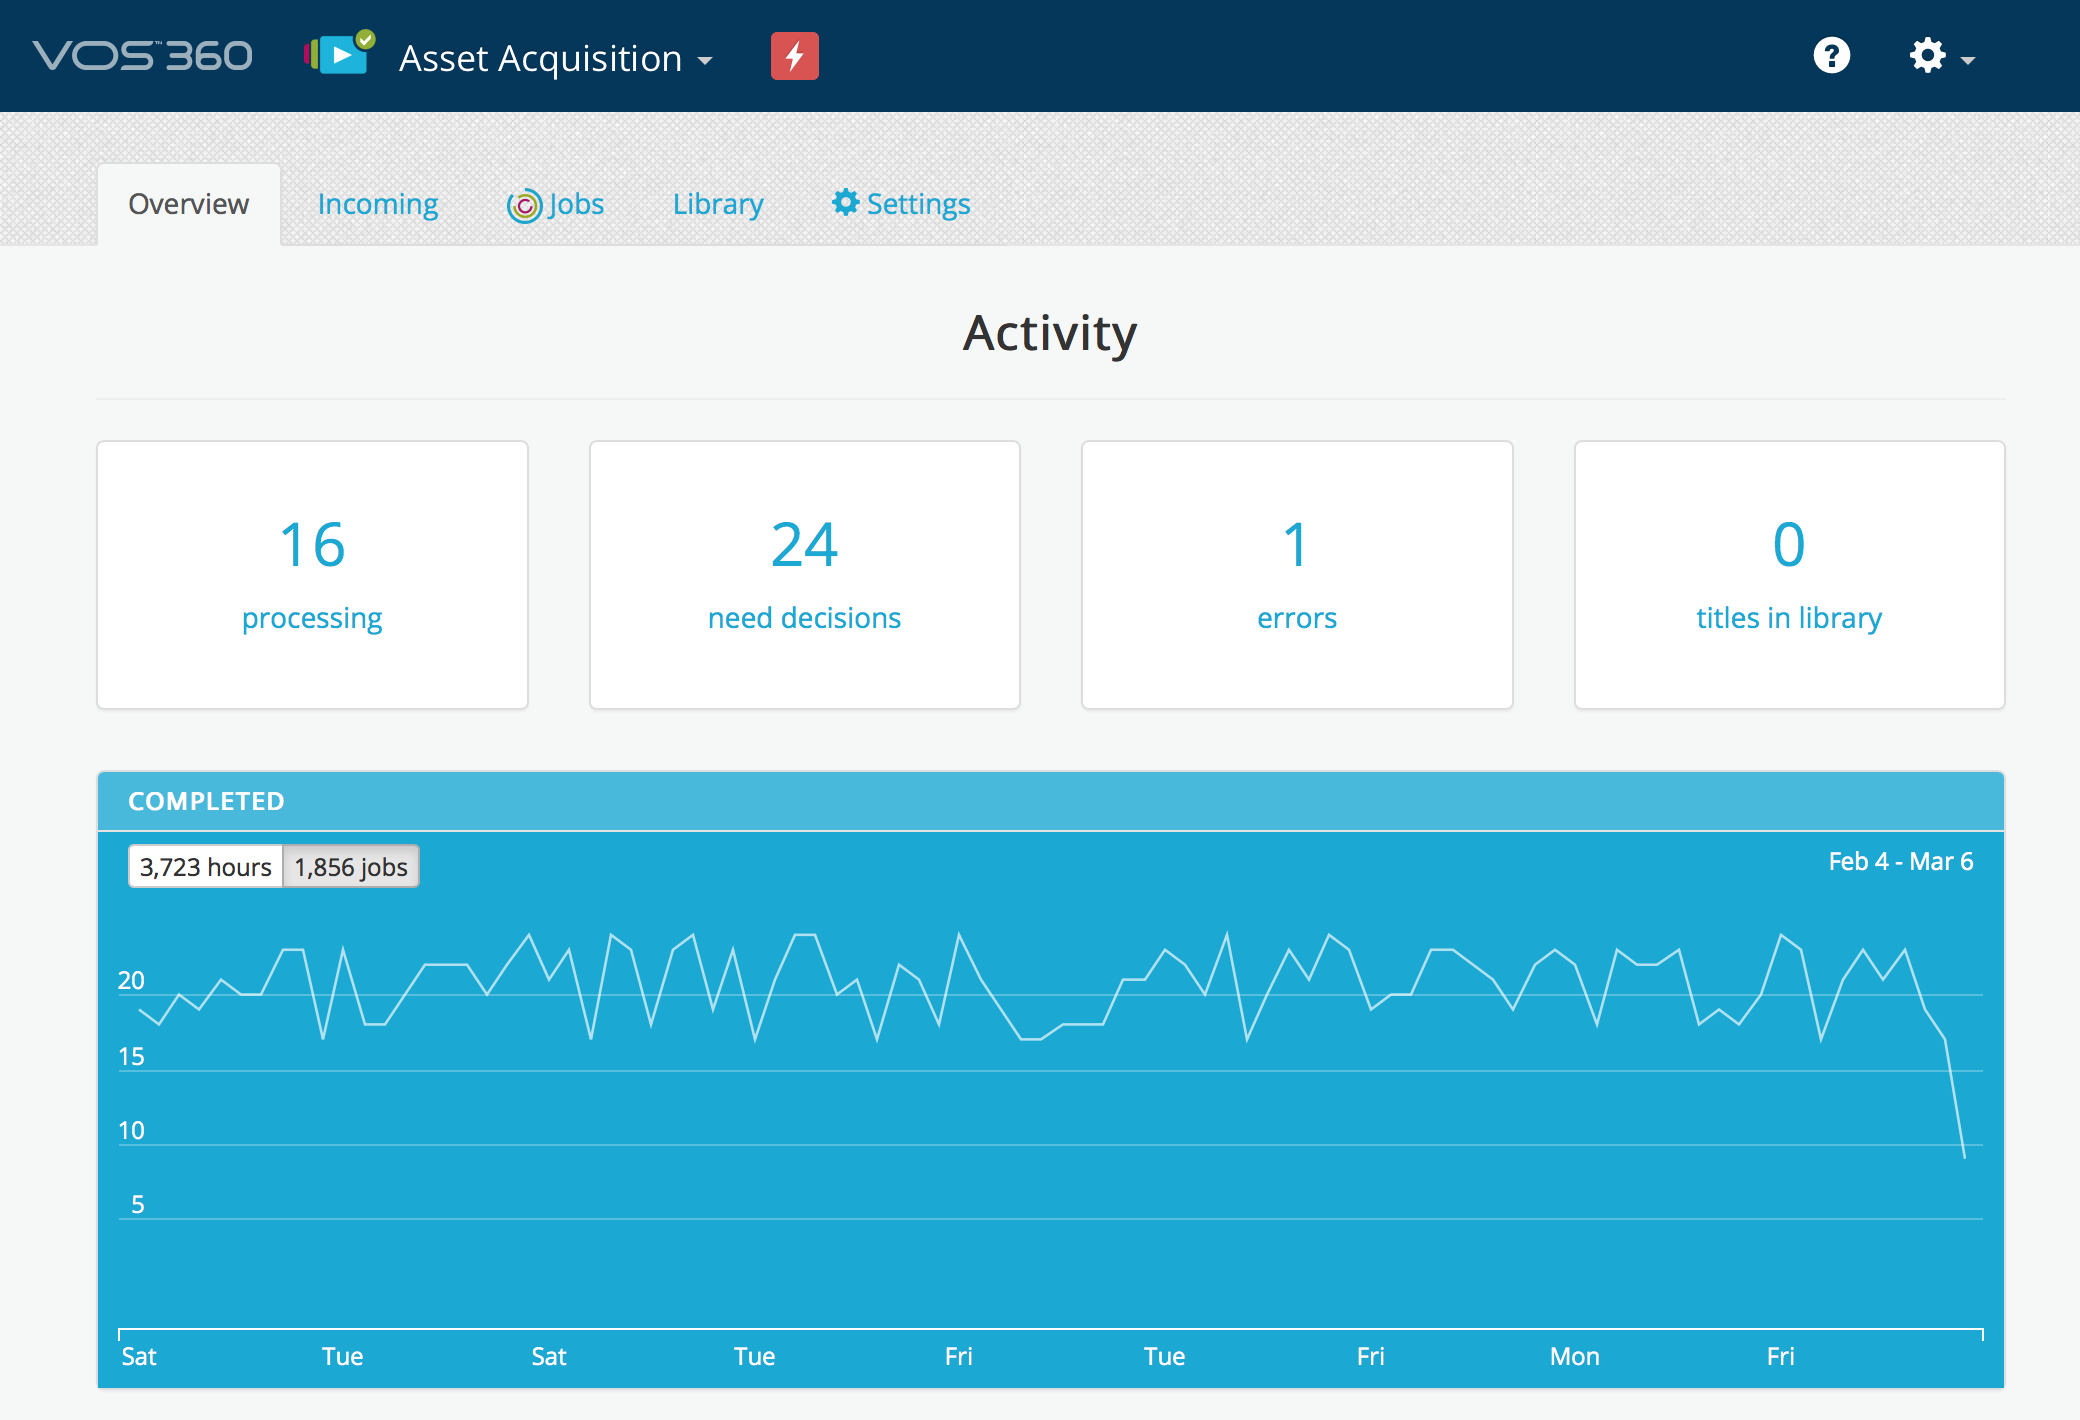 VOS™360 Asset Acquisition
Overview Incoming Jobs Library Settings
Activity
16 24 1 0
processing need decisions errors titles in library
COMPLETED
3,723 hours 1,856 jobs Feb 4 - Mar 6
20
15
10
5
Sat Tue Sat Tue Fri Tue Fri Mon Fri